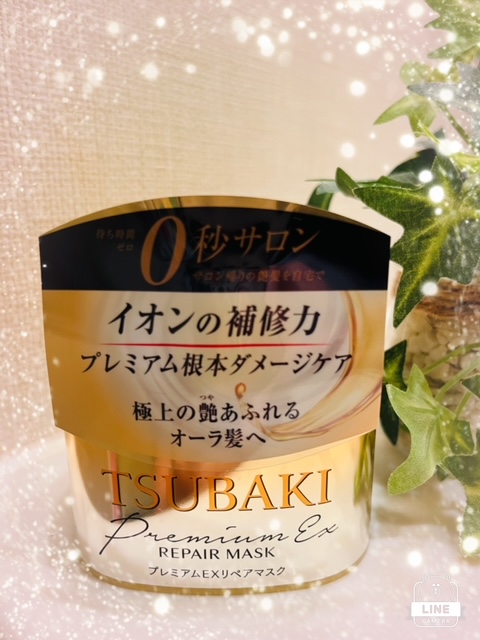 待ち時間
ゼロ
0秒サロン
サロン帰りの艶髪を自宅で
イオンの補修力
プレミアム根本ダメージケア
つや
極上の艶あふれる
オーラ髪へ
TSUBAKI
Premium Ex
REPAIR MASK
プレミアムEXリペアマスク
LINE
CAMERA